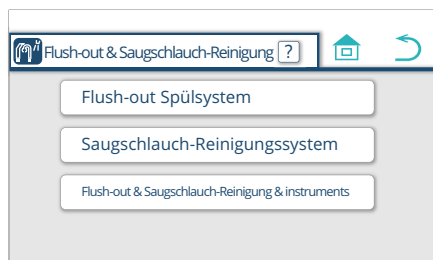 Flush-out & Saugschlauch-Reinigung ?
Flush-out Spülsystem
Saugschlauch-Reinigungssystem
Flush-out & Saugschlauch-Reinigung & instruments